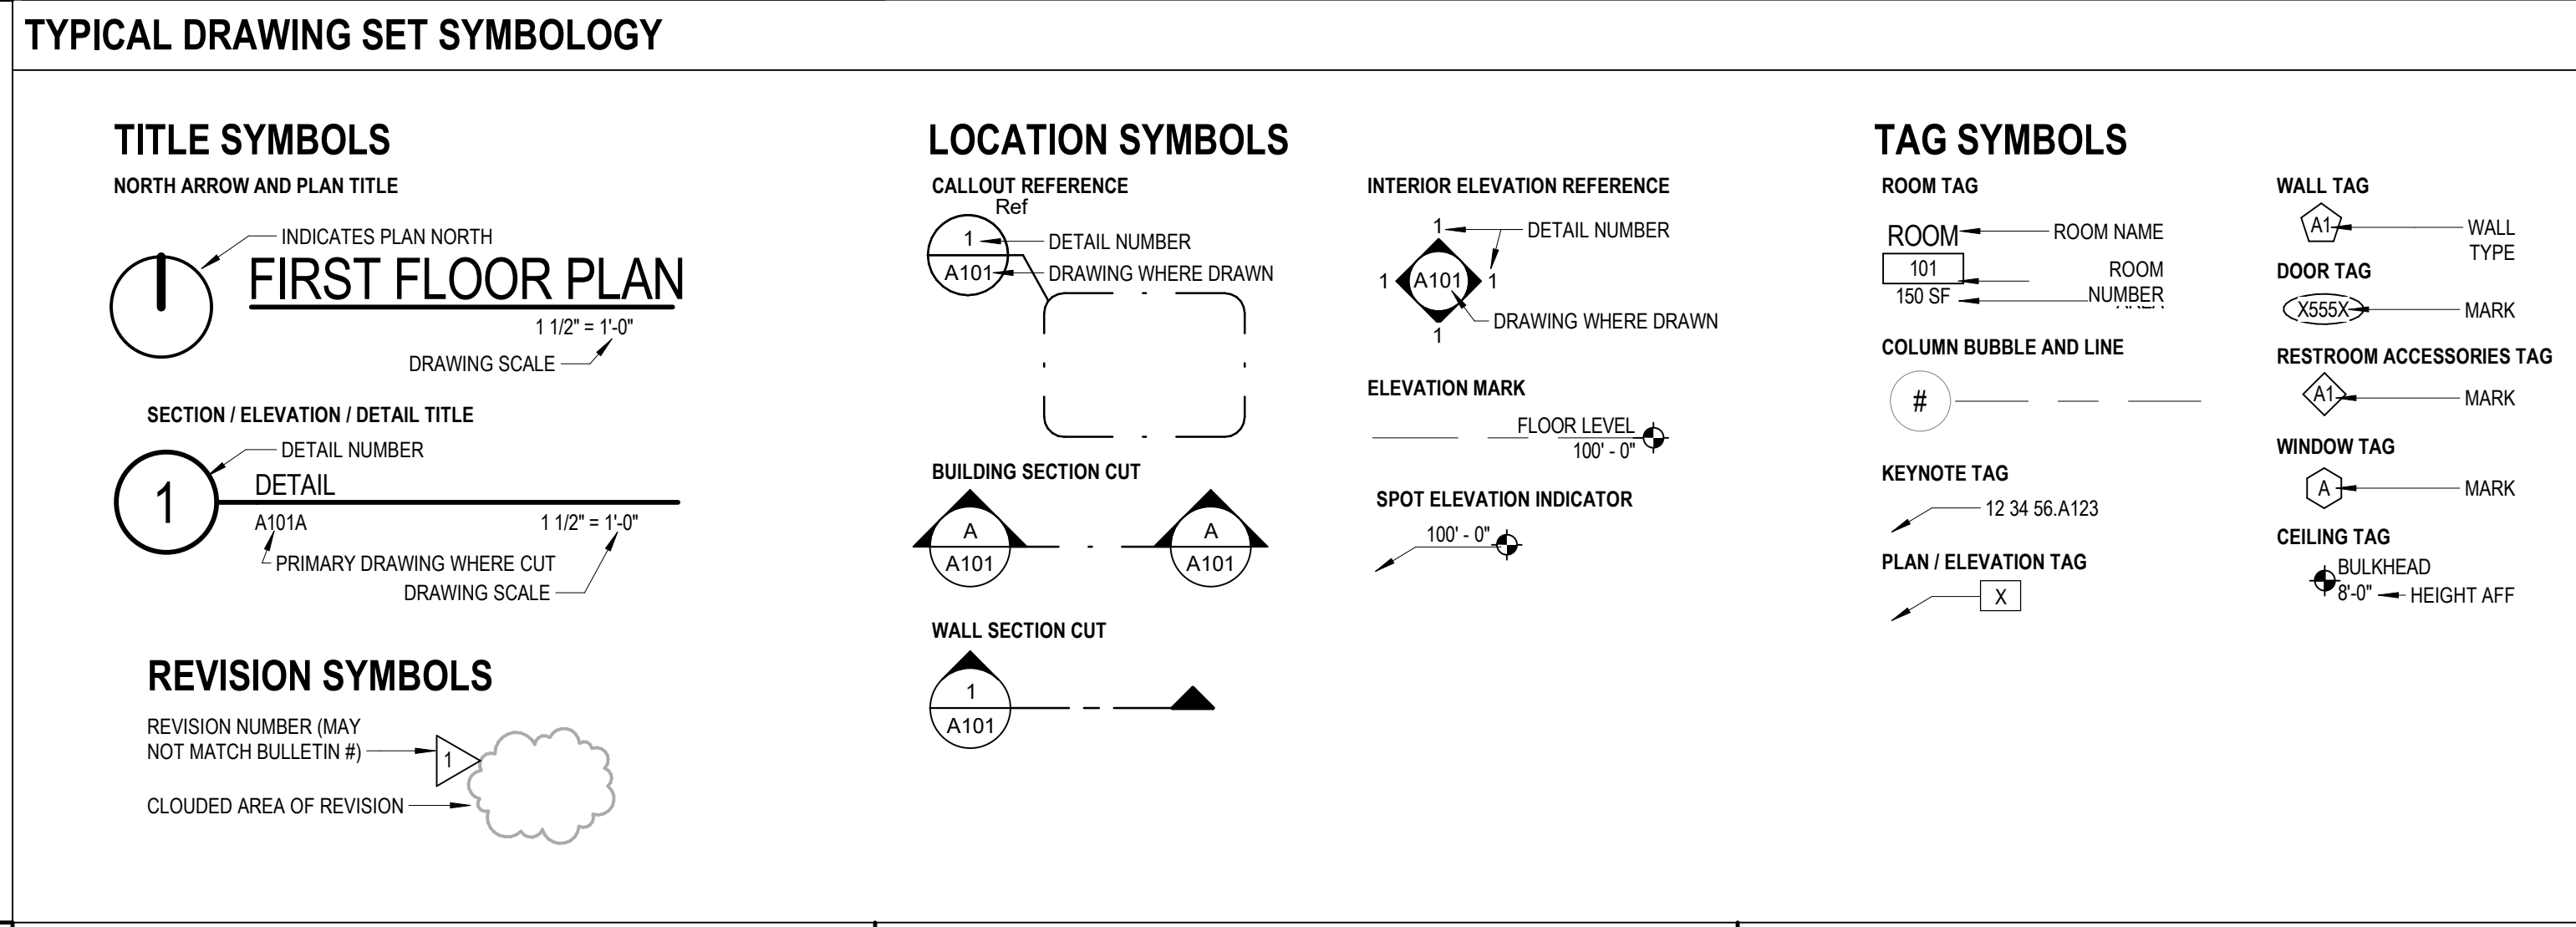 TYPICAL DRAWING SET SYMBOLOGY
TITLE SYMBOLS
NORTH ARROW AND PLAN TITLE
INDICATES PLAN NORTH
FIRST FLOOR PLAN
1 1/2" = 1'-0"
DRAWING SCALE
SECTION / ELEVATION / DETAIL TITLE
DETAIL NUMBER
1
DETAIL
A101A
1 1/2" = 1'-0"
PRIMARY DRAWING WHERE CUT
DRAWING SCALE
REVISION SYMBOLS
REVISION NUMBER (MAY
NOT MATCH BULLETIN #)
1
CLOUDED AREA OF REVISION
LOCATION SYMBOLS
CALLOUT REFERENCE
Ref
1
DETAIL NUMBER
A101
DRAWING WHERE DRAWN
BUILDING SECTION CUT
A
A101
A
A101
WALL SECTION CUT
1
A101
INTERIOR ELEVATION REFERENCE
1
DETAIL NUMBER
1
A101
1
DRAWING WHERE DRAWN
1
ELEVATION MARK
FLOOR LEVEL
100' - 0"
SPOT ELEVATION INDICATOR
100' - 0"
TAG SYMBOLS
ROOM TAG
ROOM
ROOM NAME
101
ROOM
NUMBER
150 SF
COLUMN BUBBLE AND LINE
#
KEYNOTE TAG
12 34 56.A123
PLAN / ELEVATION TAG
X
WALL TAG
A1
WALL
TYPE
DOOR TAG
X555X
MARK
RESTROOM ACCESSORIES TAG
A1
MARK
WINDOW TAG
A
MARK
CEILING TAG
BULKHEAD
8'-0"
HEIGHT AFF